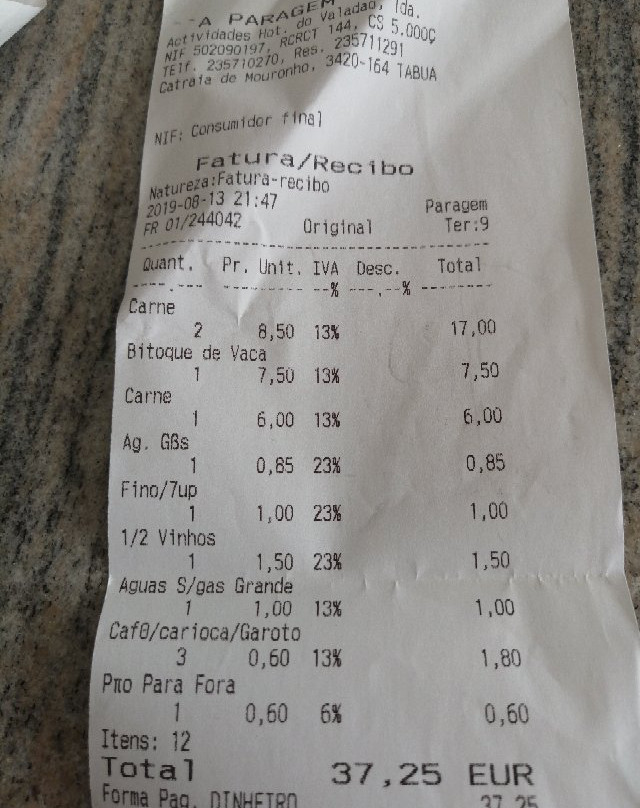 A PARAGEM
Actividades Hot. do Valadao, lda.
NIF 502090197, RCRCT 144, CS 5.000Ç
TElf. 235710270, Res. 235711291
Catraia de Mouronho, 3420-164 TABUA
NIF: Consumidor final
Fatura/Recibo
Natureza:Fatura-recibo
2019-08-13 21:47 Paragem
FR 01/244042 Original Ter:9
Quant. Pr. Unit. IVA Desc. Total
Carne
2 8,50 13% 17,00
Bitoque de Vaca
1 7,50 13% 7,50
Carne
1 6,00 13% 6,00
Ag. Gßs
1 0,85 23% 0,85
Fino/7up
1 1,00 23% 1,00
1/2 Vinhos
1 1,50 23% 1,50
Aguas S/gas Grande
1 1,00 13% 1,00
CafΘ/carioca/Garoto
3 0,60 13% 1,80
Pπo Para Fora
1 0,60 6% 0,60
Itens: 12
Total 37,25 EUR
Forma Pag. DINHEIRO 37,25